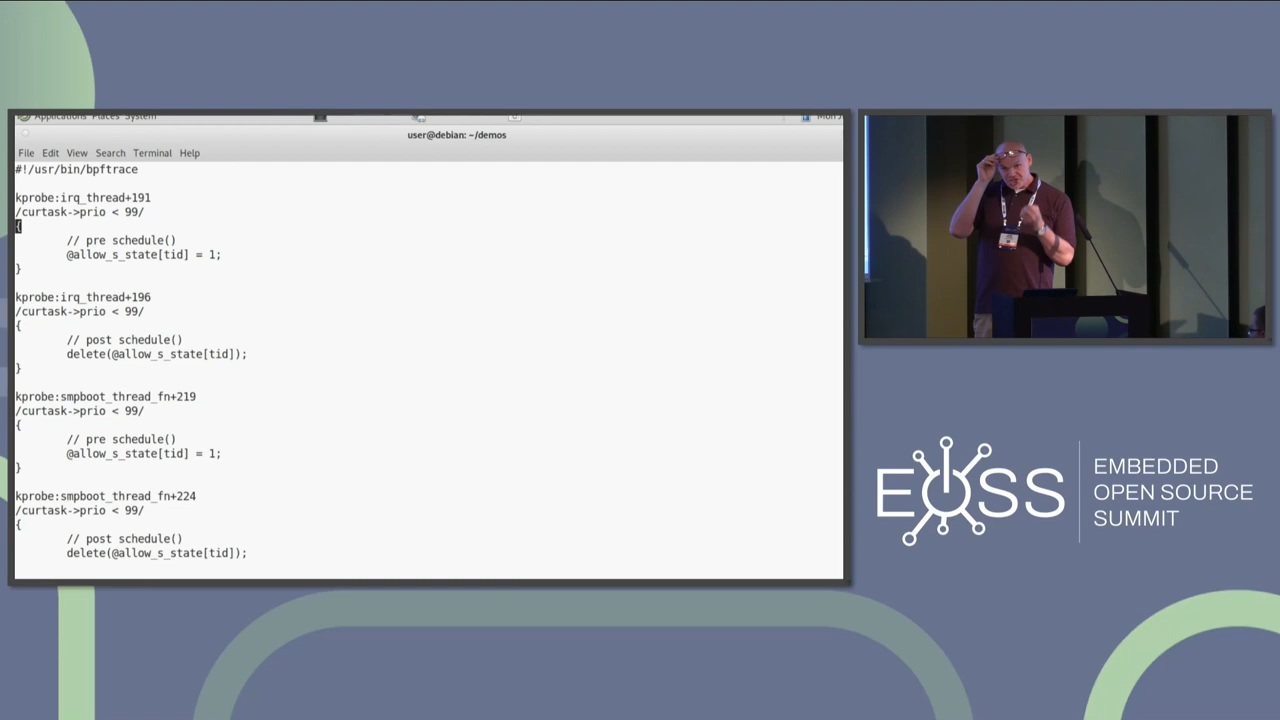 Applications Places System
Mon
user@debian: ~/demos
File Edit View Search Terminal Help
#!/usr/bin/bpftrace
kprobe:irq_thread+191
/curtask->prio < 99/
{
// pre schedule()
@allow_s_state[tid] = 1;
}
kprobe:irq_thread+196
/curtask->prio < 99/
{
// post schedule()
delete(@allow_s_state[tid]);
}
kprobe:smpboot_thread_fn+219
/curtask->prio < 99/
{
// pre schedule()
@allow_s_state[tid] = 1;
}
kprobe:smpboot_thread_fn+224
/curtask->prio < 99/
{
// post schedule()
delete(@allow_s_state[tid]);
EOSS
EMBEDDED
OPEN SOURCE
SUMMIT